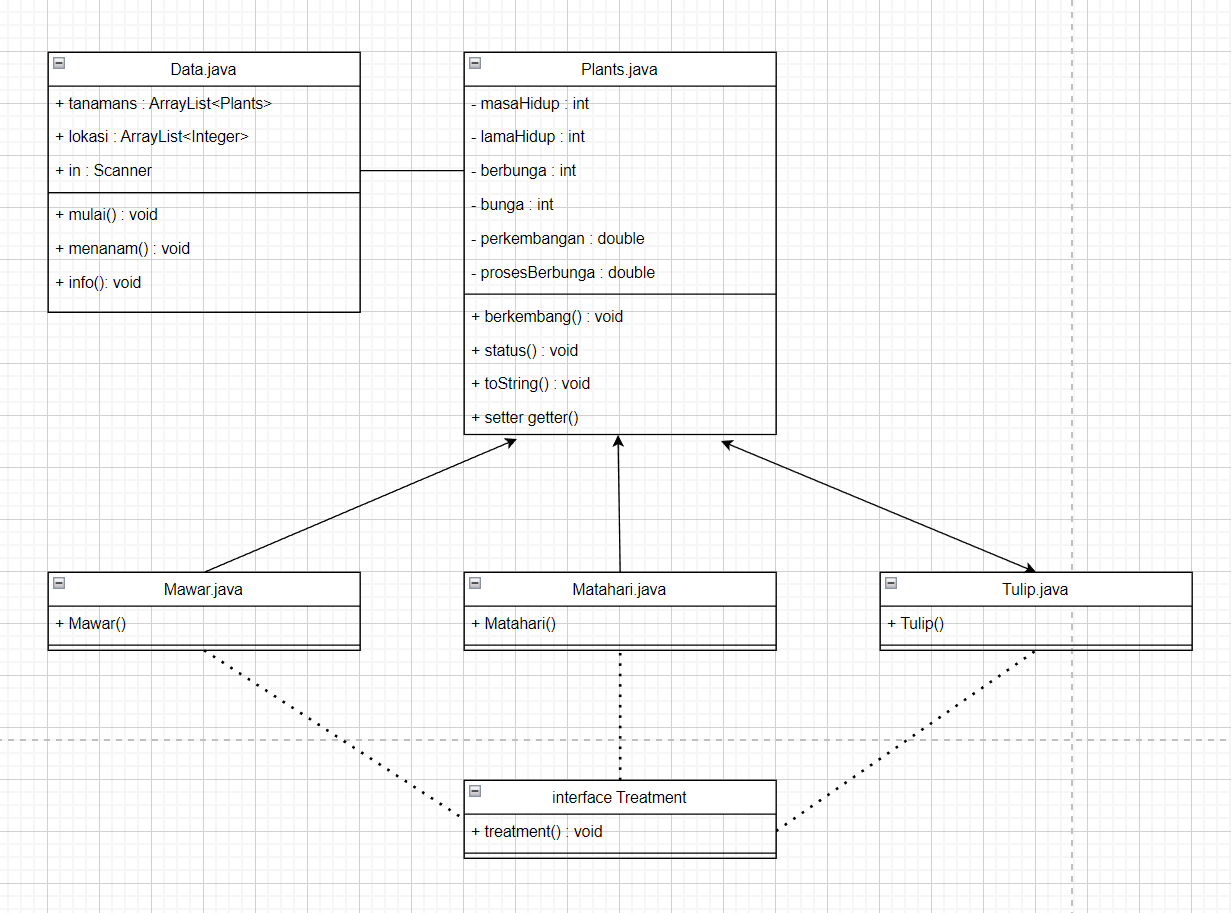 Data.java
+ tanamans : ArrayList<Plants>
+ lokasi : ArrayList<Integer>
+ in : Scanner
+ mulai() : void
+ menanam() : void
+ info(): void
Plants.java
- masaHidup : int
- lamaHidup : int
- berbunga : int
- bunga : int
- perkembangan : double
- prosesBerbunga : double
+ berkembang() : void
+ status() : void
+ toString() : void
+ setter getter()
Mawar.java
+ Mawar()
Matahari.java
+ Matahari()
Tulip.java
+ Tulip()
interface Treatment
+ treatment() : void